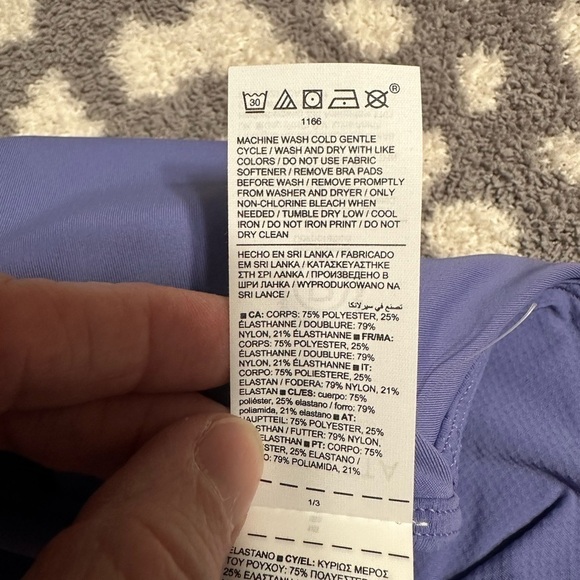 30
®
1166
MACHINE WASH COLD GENTLE
CYCLE / WASH AND DRY WITH LIKE
COLORS / DO NOT USE FABRIC
SOFTENER / REMOVE BRA PADS
BEFORE WASH / REMOVE PROMPTLY
FROM WASHER AND DRYER / ONLY
NON-CHLORINE BLEACH WHEN
NEEDED / TUMBLE DRY LOW / COOL
IRON / DO NOT IRON PRINT / DO NOT
DRY CLEAN
HECHO EN SRI LANKA / FABRICADO
EM SRI LANKA / ΚΑΤΑΣΚΕΥΑΣΤΗΚΕ
ΣΤΗ ΣΡΙ ΛΑΝΚΑ / ПРОИЗВЕДЕНО В
ШРИ ЛАНКА / WYPRODUKOWANO NA
SRI LANCE /
تصنع في سيرلانكا
CA: CORPS: 75% POLYESTER, 25%
ÉLASTHANNE / DOUBLURE: 79%
NYLON, 21% ÉLASTHANNE ■ FR/MA:
CORPS: 75% POLYESTER, 25%
ÉLASTHANNE / DOUBLURE: 79%
NYLON, 21% ÉLASTHANNE ■ IT:
CORPO: 75% POLIESTERE, 25%
ELASTAN / FODERA: 79% NYLON, 21%
ELASTAN ■ CL/ES: cuerpo: 75%
poliéster, 25% elastano / forro: 79%
poliamida, 21% elastano ■ AT:
HAUPTTEIL: 75% POLYESTER, 25%
ELASTHAN / FUTTER: 79% NYLON,
ELASTHAN ■ PT: CORPO:
POLIÉSTER, 25% ELASTANO /
79% POLIAMIDA, 21%
1/3
ELASTANO ■ CY/EL: ΚΥΡΙΩΣ ΜΕΡΟΣ
ΤΟΥ ΡΟΥΧΟΥ: 75% ΠΟΛΥΕΣΤΕΡΑΣ,